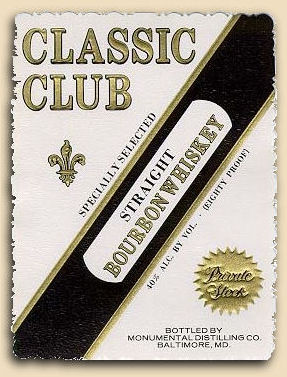 CLASSIC
CLUB
SPECIALLY SELECTED
STRAIGHT
BOURBON WHISKEY
40% ALC. BY VOL. · (EIGHTY PROOF)
Private
Stock
BOTTLED BY
MONUMENTAL DISTILLING CO.
BALTIMORE, MD.